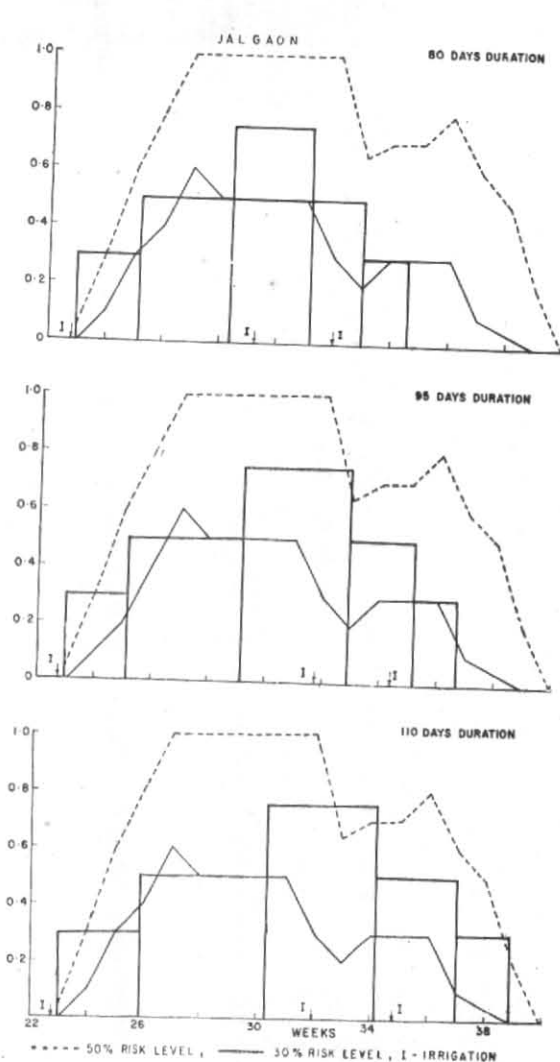 JALGAON
80 DAYS DURATION
1.0
0.8
0.6
0.4
0.2
0
I
I
I
95 DAYS DURATION
1.0
0.8
0.6
0.4
0.2
0
I
I
I
110 DAYS DURATION
1.0
0.8
0.6
0.4
0.2
I
I
I
22 26 30 34 38
WEEKS
50% RISK LEVEL, 30% RISK LEVEL, I - IRRIGATION